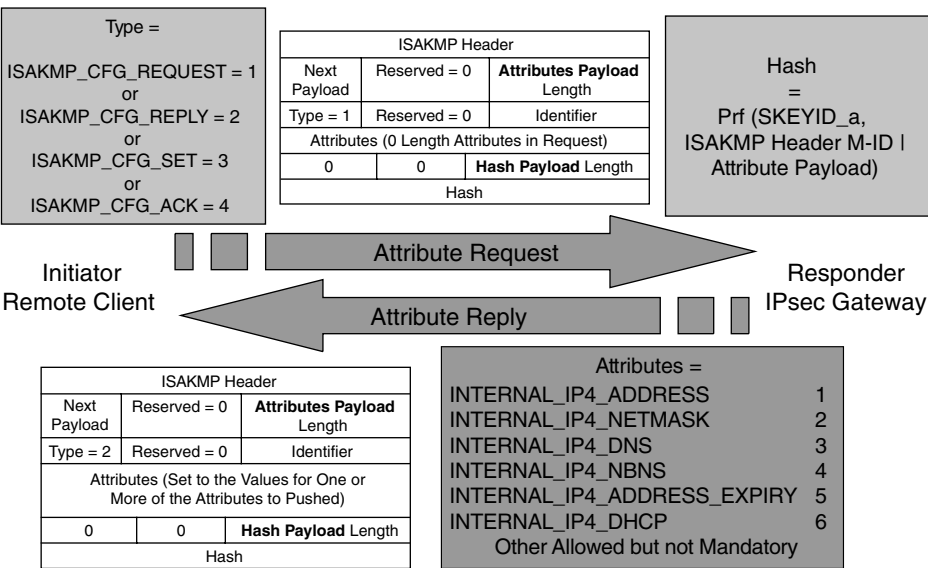 Type =
ISAKMP_CFG_REQUEST = 1
or
ISAKMP_CFG_REPLY = 2
or
ISAKMP_CFG_SET = 3
or
ISAKMP_CFG_ACK = 4
ISAKMP Header
Next Payload
Reserved = 0
Attributes Payload Length
Type = 1
Reserved = 0
Identifier
Attributes (0 Length Attributes in Request)
0
0
Hash Payload Length
Hash
Hash
=
Prf (SKEYID_a,
ISAKMP Header M-ID |
Attribute Payload)
Attribute Request
Initiator
Remote Client
Responder
IPsec Gateway
Attribute Reply
ISAKMP Header
Next Payload
Reserved = 0
Attributes Payload Length
Type = 2
Reserved = 0
Identifier
Attributes (Set to the Values for One or
More of the Attributes to Pushed)
0
0
Hash Payload Length
Hash
Attributes =
INTERNAL_IP4_ADDRESS 1
INTERNAL_IP4_NETMASK 2
INTERNAL_IP4_DNS 3
INTERNAL_IP4_NBNS 4
INTERNAL_IP4_ADDRESS_EXPIRY 5
INTERNAL_IP4_DHCP 6
Other Allowed but not Mandatory